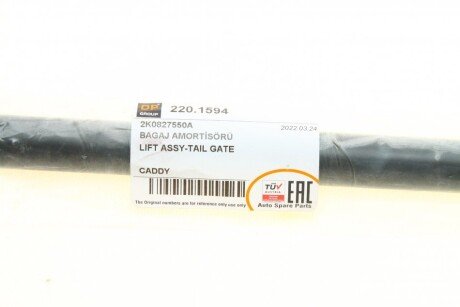 DP
GROUP
220.1594
2K0827550A
2022.03.24
BAGAJ AMORTİSÖRÜ
LIFT ASSY-TAIL GATE
CADDY
TÜV
AUSTRIA
EAC
The Original numbers are for reference only use only
Auto Spare Parts